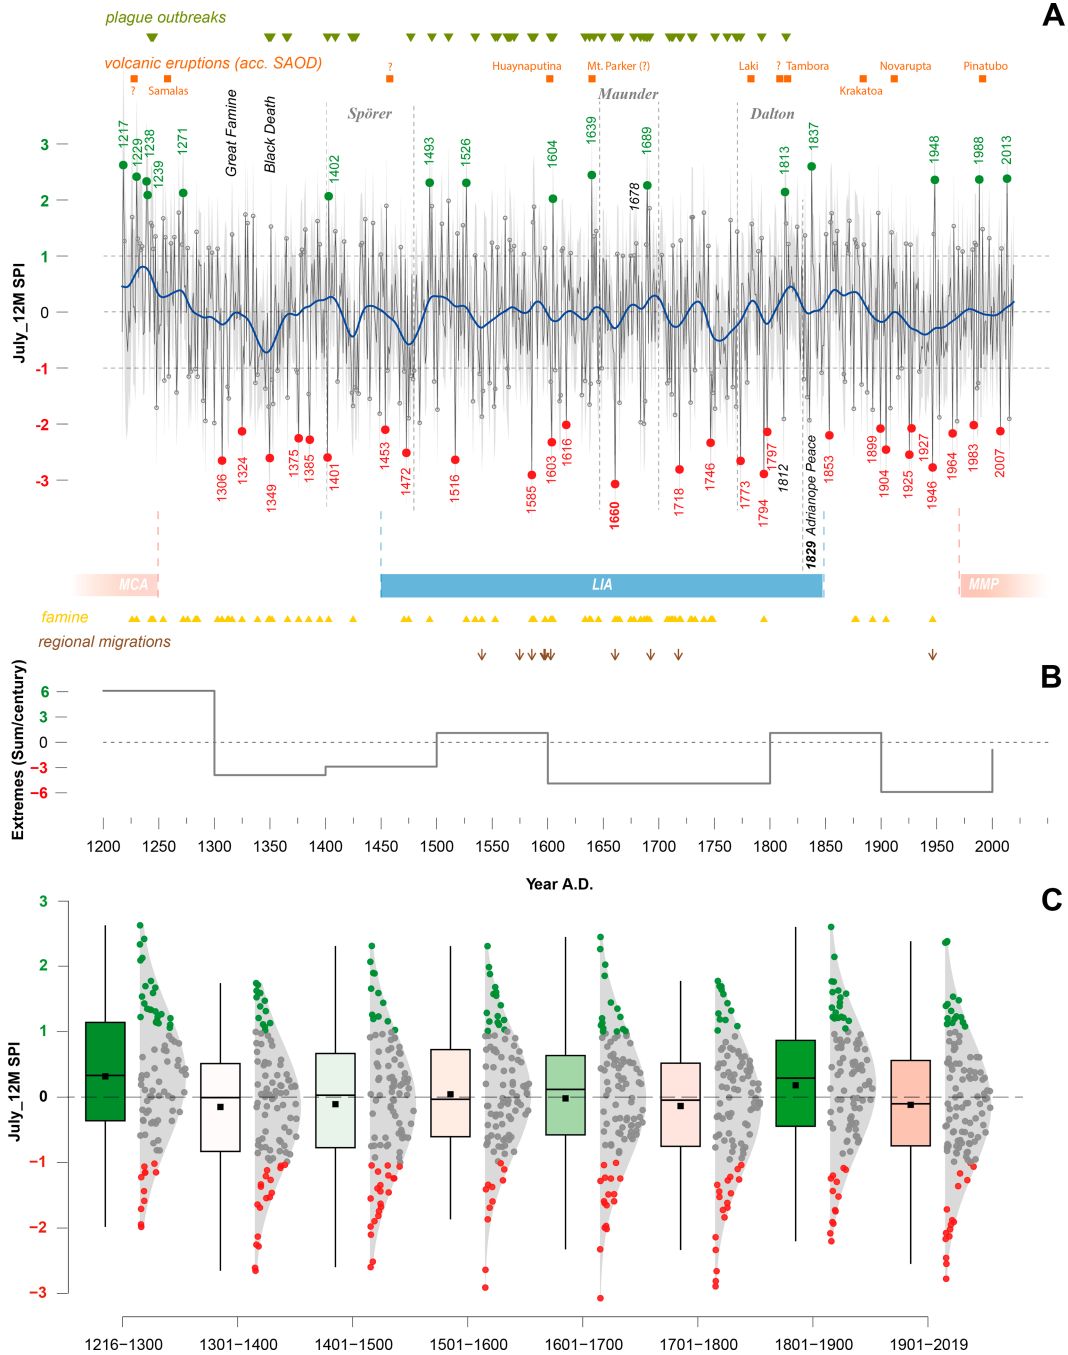 A
plague outbreaks
volcanic eruptions (acc. SAOD)
? Samalas ? Huaynaputina Mt. Parker (?) Laki ? Tambora Krakatoa Novarupta Pinatubo
Spörer Maunder Dalton
Great Famine
Black Death
1217 1229 1238 1239 1271 1402 1493 1526 1604 1639 1678 1689 1813 1837 1948 1988 2013
July_12M SPI
3
2
1
0
-1
-2
-3
1306 1324 1349 1375 1385 1401 1453 1472 1516 1585 1603 1616 1660 1718 1746 1773 1794 1797 1812 1853 1899 1904 1925 1927 1946 1964 1983 2007
1829 Adrianope Peace
MCA LIA MMP
famine
regional migrations
B
Extremes (Sum/century)
6
3
0
−3
−6
1200 1250 1300 1350 1400 1450 1500 1550 1600 1650 1700 1750 1800 1850 1900 1950 2000
Year A.D.
C
July_12M SPI
3
2
1
0
−1
−2
−3
1216−1300 1301−1400 1401−1500 1501−1600 1601−1700 1701−1800 1801−1900 1901−2019